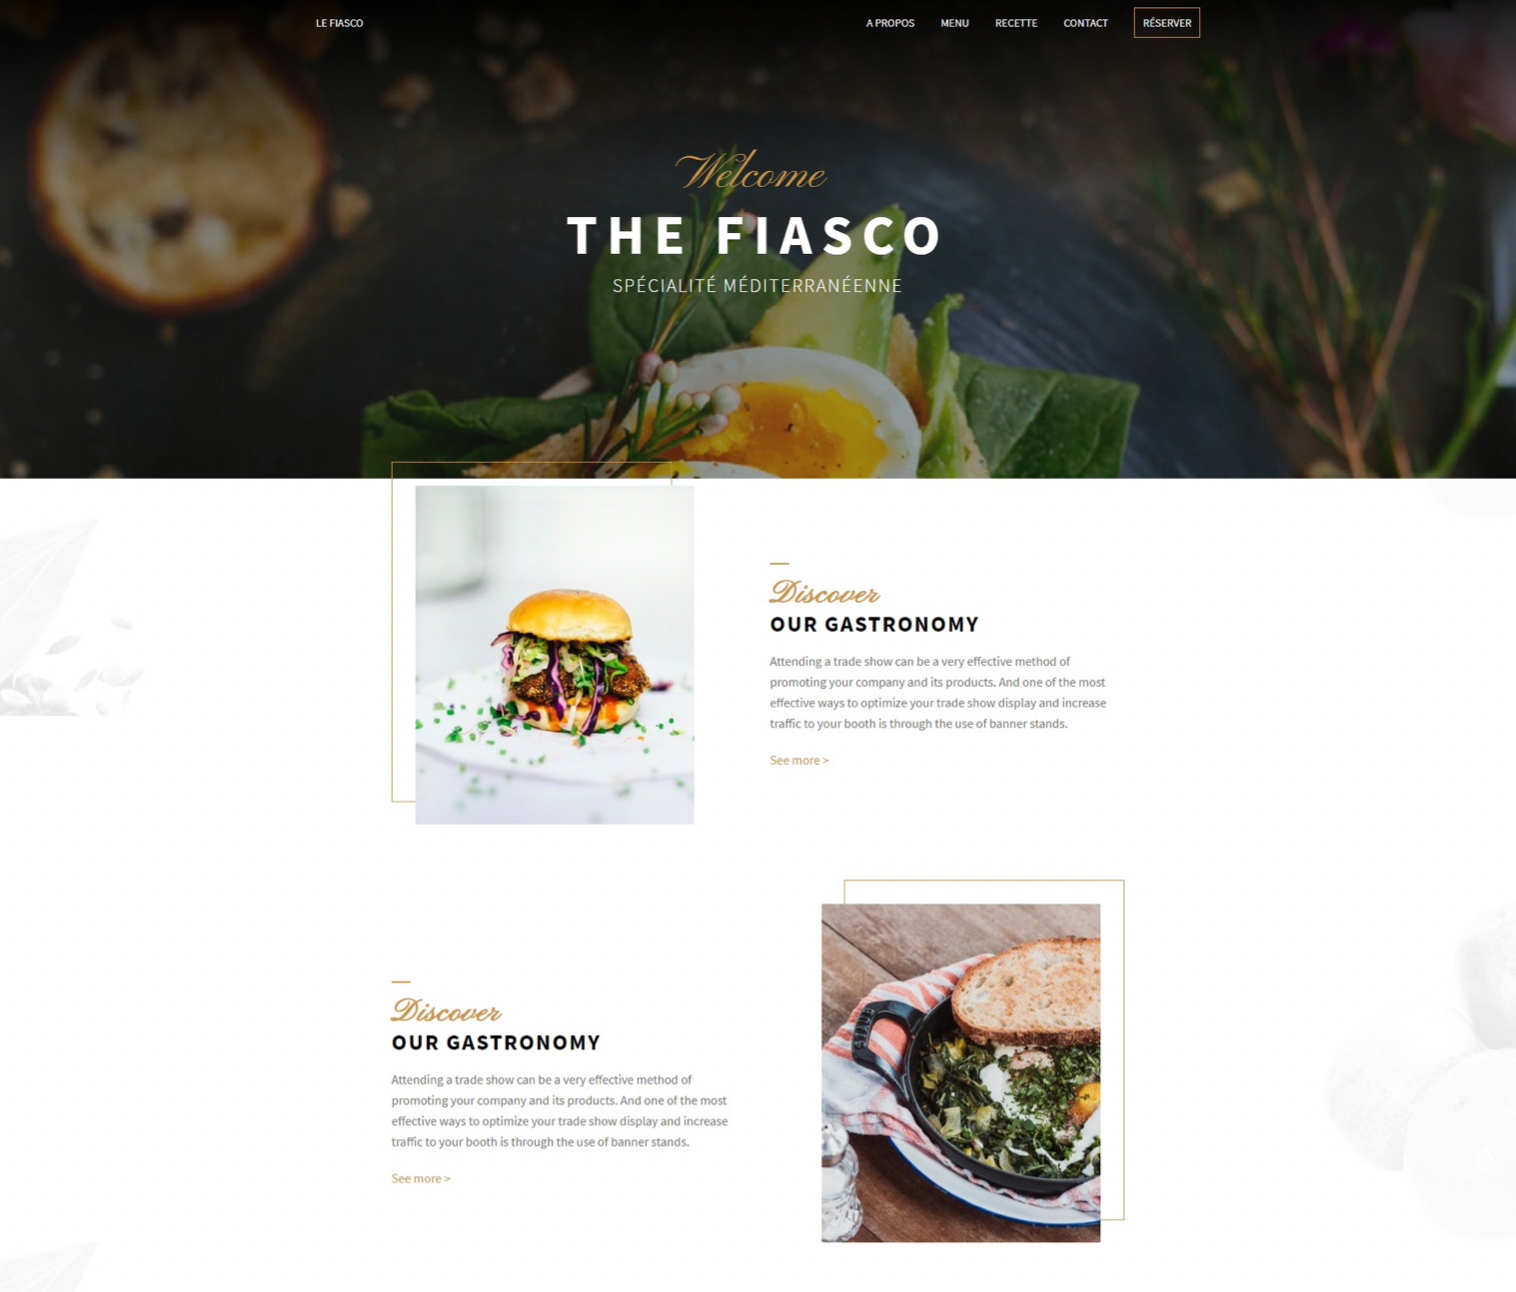 LE FIASCO
A PROPOS MENU RECETTE CONTACT RÉSERVER
Welcome
THE FIASCO
SPÉCIALITÉ MÉDITERRANÉENNE
Discover
OUR GASTRONOMY
Attending a trade show can be a very effective method of
promoting your company and its products. And one of the most
effective ways to optimize your trade show display and increase
traffic to your booth is through the use of banner stands.
See more >
Discover
OUR GASTRONOMY
Attending a trade show can be a very effective method of
promoting your company and its products. And one of the most
effective ways to optimize your trade show display and increase
traffic to your booth is through the use of banner stands.
See more >